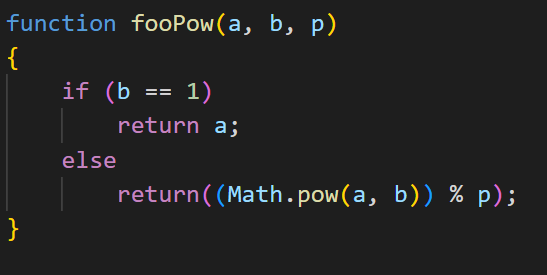 function fooPow(a, b, p)
{
    if (b == 1)
        return a;
    else
        return((Math.pow(a, b)) % p);
}